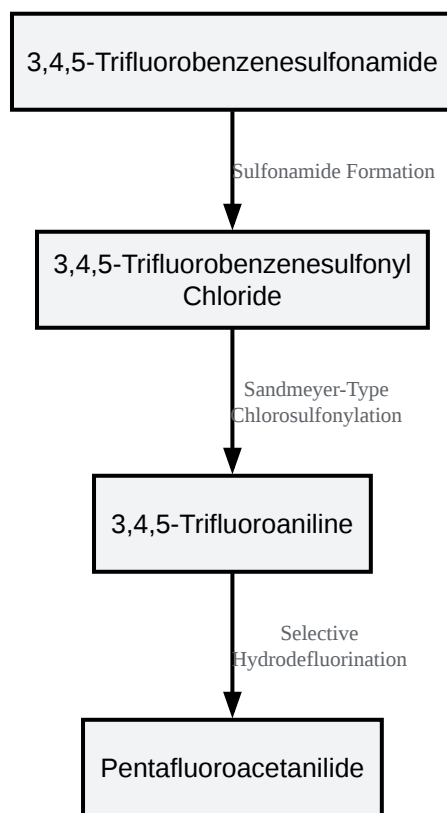 3,4,5-Trifluorobenzenesulfonamide
Sulfonamide Formation
3,4,5-Trifluorobenzenesulfonyl
Chloride
Sandmeyer-Type
Chlorosulfonylation
3,4,5-Trifluoroaniline
Selective
Hydrodefluorination
Pentafluoroacetanilide